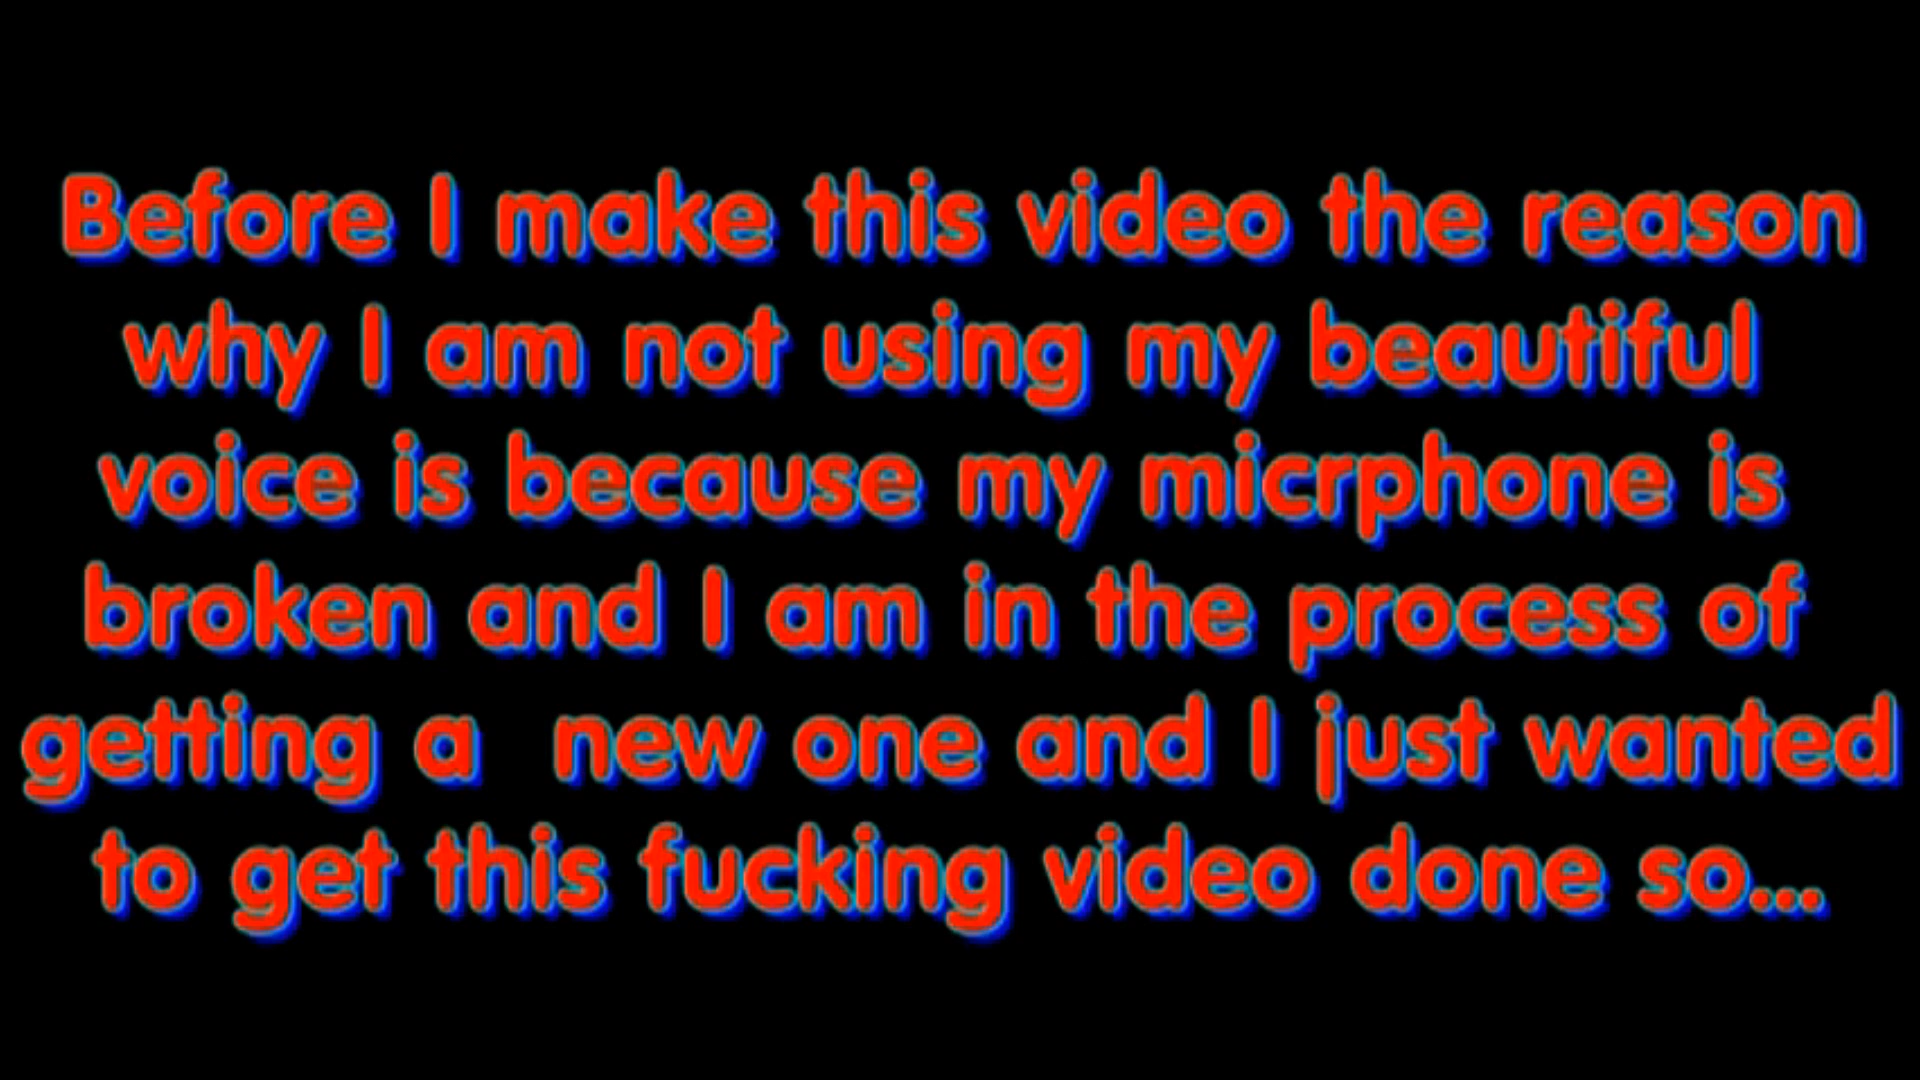 Before I make this video the reason
why I am not using my beautiful
voice is because my micrphone is
broken and I am in the process of
getting a  new one and I just wanted
to get this fucking video done so...